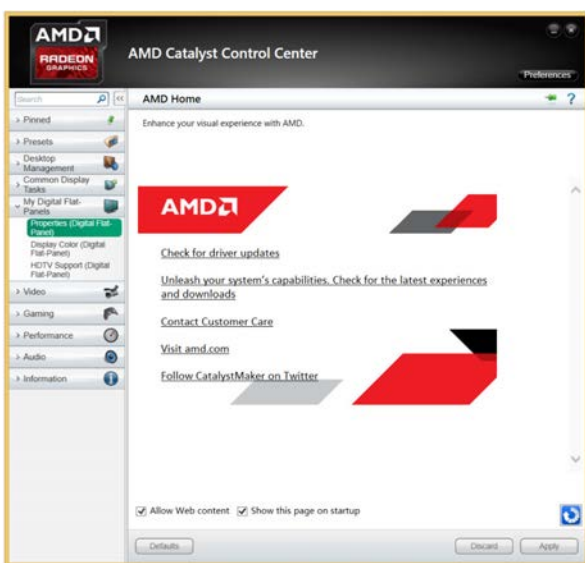 AMD
RADEON
GRAPHICS
AMD Catalyst Control Center
Preferences
Search
AMD Home
Pinned
Presets
Desktop
Management
Common Display
Tasks
My Digital Flat-
Panels
Properties (Digital Flat-
Panel)
Display Color (Digital
Flat-Panel)
HDTV Support (Digital
Flat-Panel)
Video
Gaming
Performance
Audio
Information
Enhance your visual experience with AMD.
AMD
Check for driver updates
Unleash your system's capabilities. Check for the latest experiences
and downloads
Contact Customer Care
Visit amd.com
Follow CatalystMaker on Twitter
Allow Web content
Show this page on startup
Defaults
Discard
Apply